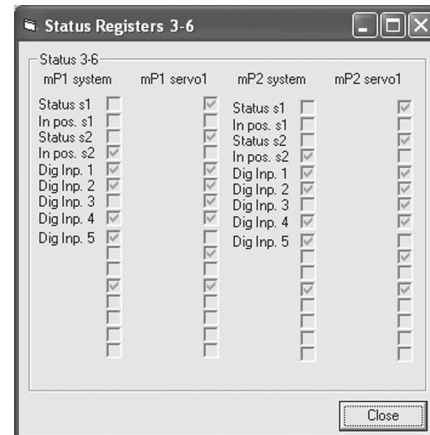 Status Registers 3-6
Status 3-6
mP1 system mP1 servo1 mP2 system mP2 servo1
Status s1 Status s1
In pos. s1 In pos. s1
Status s2 Status s2
In pos. s2 In pos. s2
Dig Inp. 1 Dig Inp. 1
Dig Inp. 2 Dig Inp. 2
Dig Inp. 3 Dig Inp. 3
Dig Inp. 4 Dig Inp. 4
Dig Inp. 5 Dig Inp. 5
Close